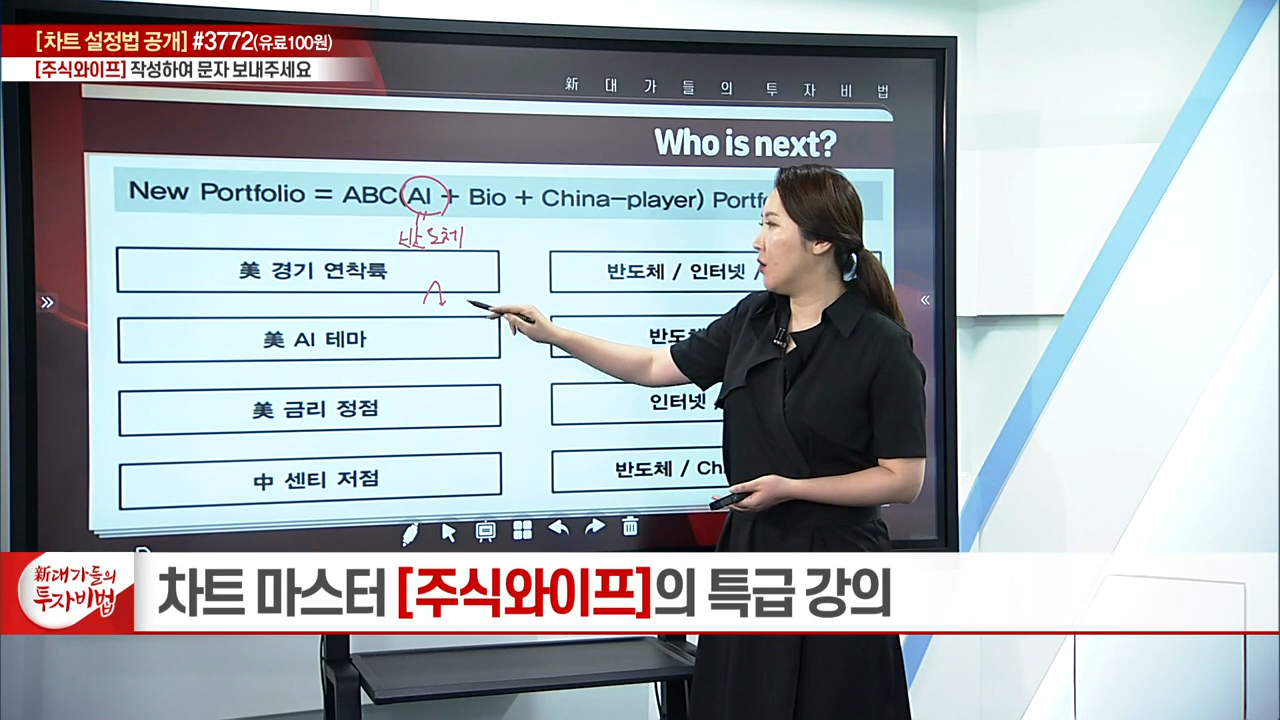 [차트 설정법 공개] #3772(유료100원)
[주식와이프] 작성하여 문자 보내주세요
新 대 가 들 의 투 자 비 법
Who is next?
New Portfolio = ABC(AI + Bio + China-player)
반도체
美 경기 연착륙
반도체 / 인터넷 /
美 AI 테마
美 금리 정점
인터넷
中 센티 저점
반도체 /
新대가들의
투자비법
차트 마스터 [주식와이프]의 특급 강의